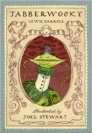 JABBERWOCKY
LEWIS CARROLL
Illustrated by
JOEL STEWART